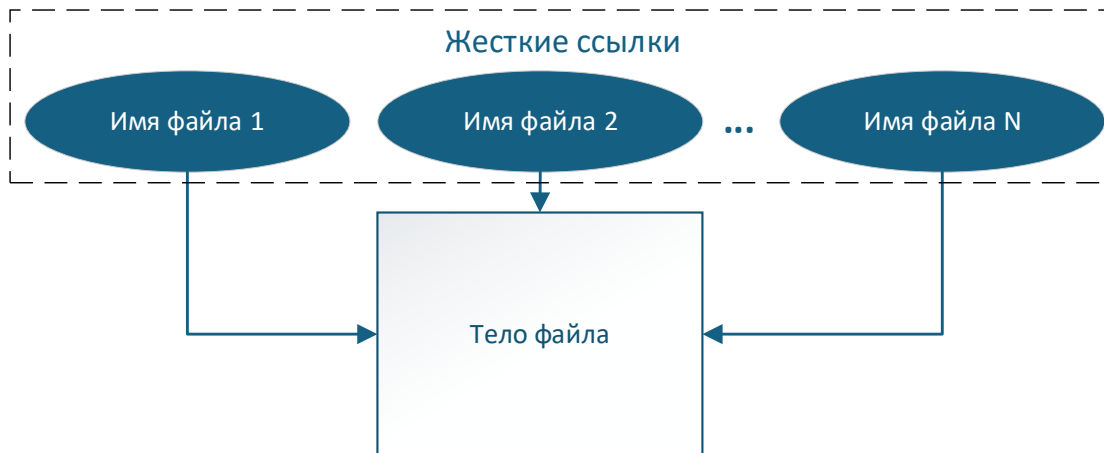 Жесткие ссылки
Имя файла 1
Имя файла 2
...
Имя файла N
Тело файла